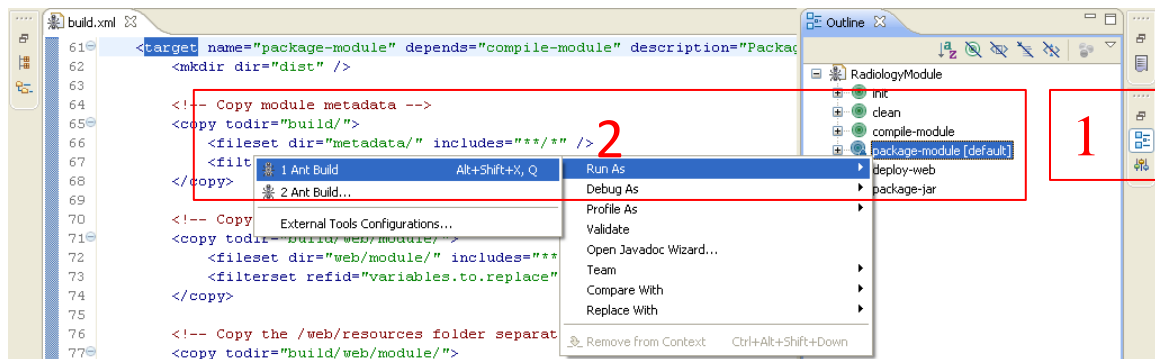 build.xml
61 <target name="package-module" depends="compile-module" description="Packag
62 <mkdir dir="dist" />
63
64 <!-- Copy module metadata -->
65 <copy todir="build/">
66 <fileset dir="metadata/" includes="**/*" />
67 <filt
68 </copy>
69
70 <!-- Copy
71 <copy todir="build/web/module/">
72 <fileset dir="web/module/" includes="**
73 <filterset refid="variables.to.replace"
74 </copy>
75
76 <!-- Copy the /web/resources folder separat
77 <copy todir="build/web/module/">
1 Ant Build Alt+Shift+X, Q
2 Ant Build...
External Tools Configurations...
2
Run As
Debug As
Profile As
Validate
Open Javadoc Wizard...
Team
Compare With
Replace With
Remove from Context Ctrl+Alt+Shift+Down
Outline
RadiologyModule
init
clean
compile-module
package-module [default]
deploy-web
package-jar
1